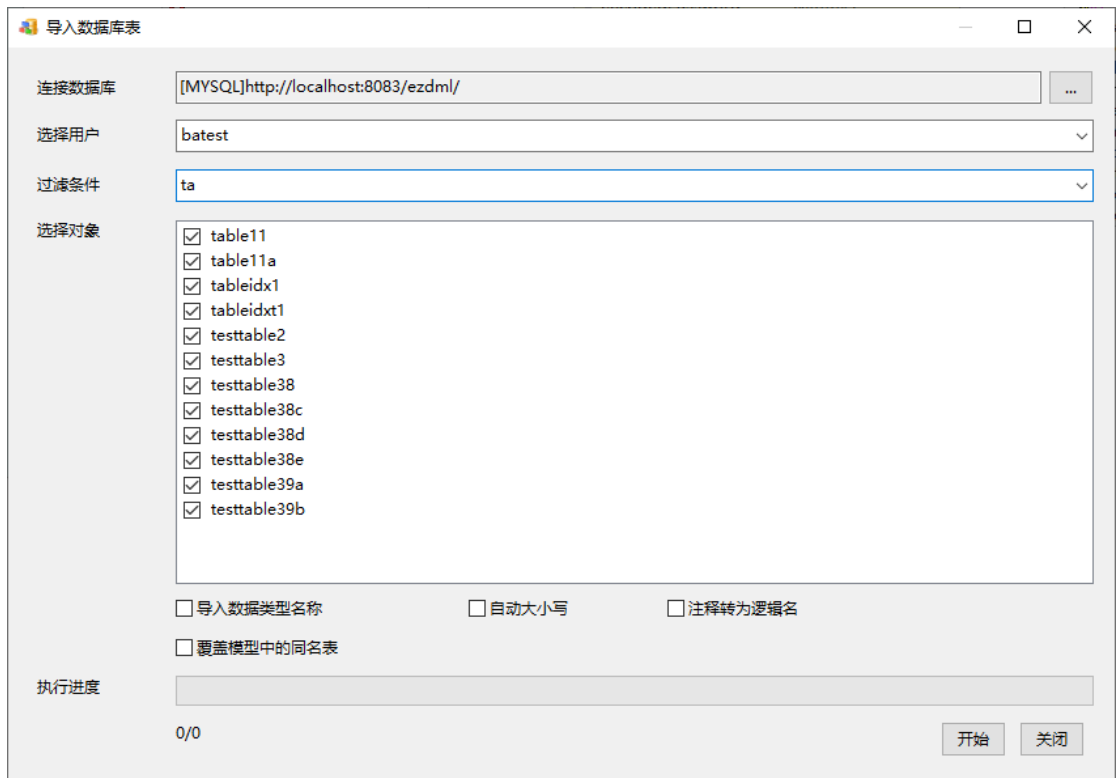 导入数据库表
连接数据库 [MYSQL]http://localhost:8083/ezdml/ ...
选择用户 batest
过滤条件 ta
选择对象
table11
table11a
tableidx1
tableidxt1
testtable2
testtable3
testtable38
testtable38c
testtable38d
testtable38e
testtable39a
testtable39b
导入数据类型名称 自动大小写 注释转为逻辑名
覆盖模型中的同名表
执行进度
0/0 开始 关闭